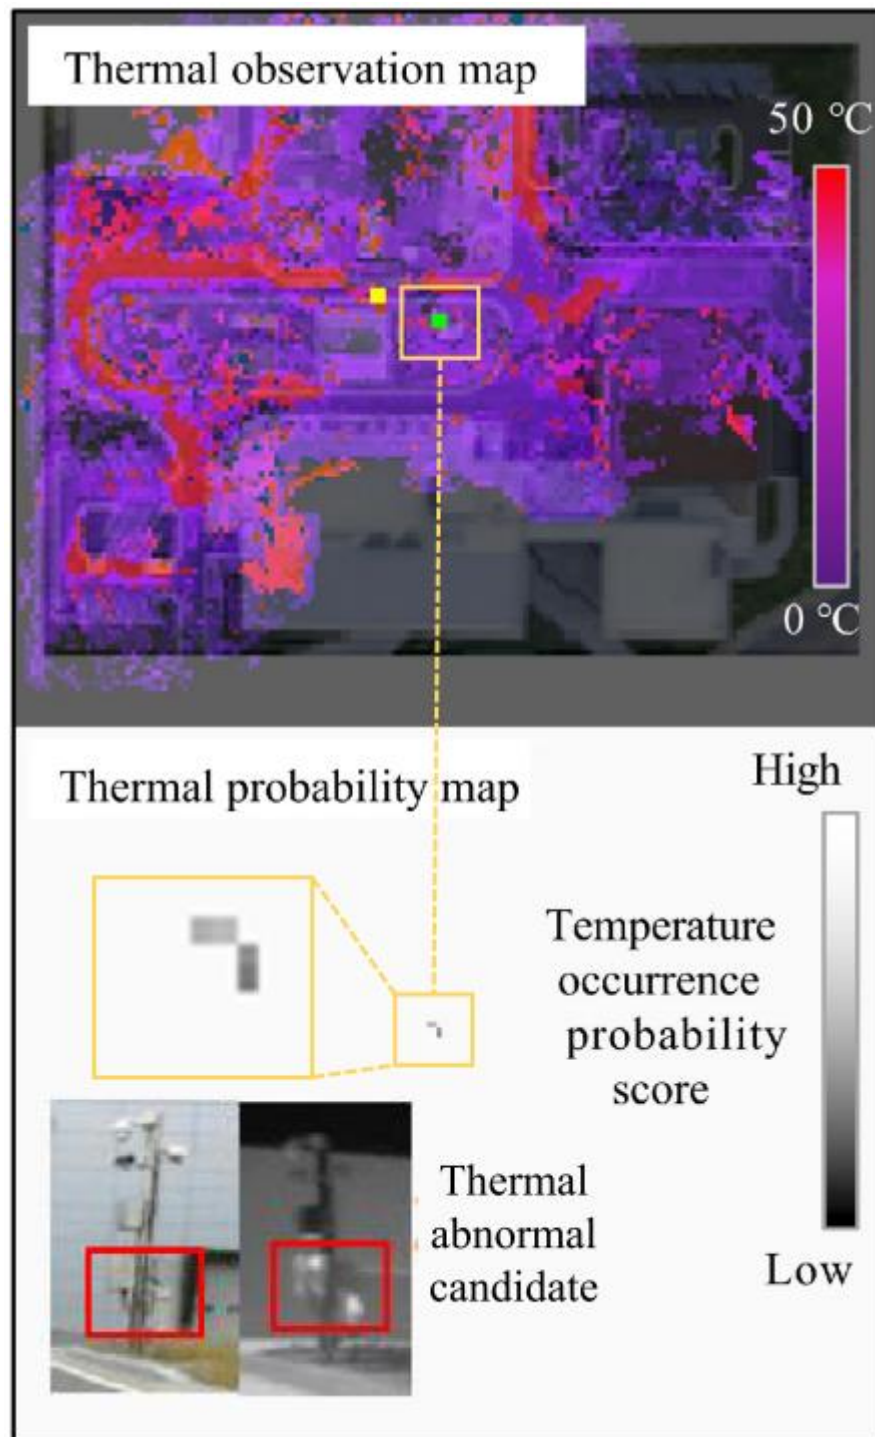 Thermal observation map
50 °C
0 °C
Thermal probability map
High
Temperature
occurrence
probability
score
Low
Thermal
abnormal
candidate